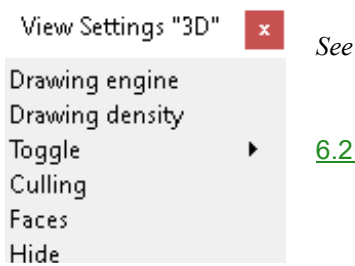 View Settings "3D" x
See
Drawing engine
Drawing density
Toggle
6.2
Culling
Faces
Hide